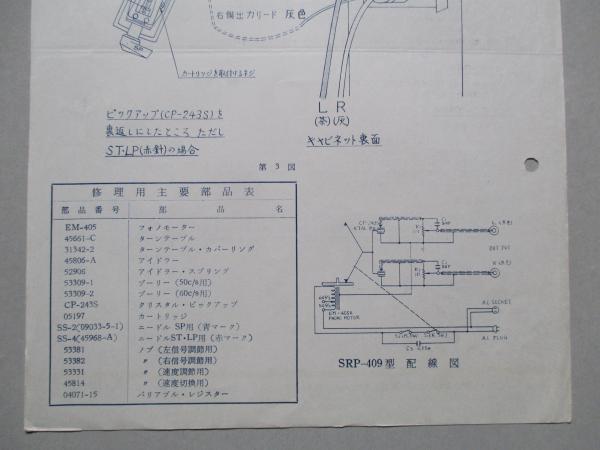 右側出力リード 灰色
カートリッジを取付けるネジ
L R
(茶)(灰)
ピックアップ(CP-243S)を
裏返しにしたところ ただし
ST・LP(赤針)の場合
キャビネット裏面
第3図
修理用主要部品表
部品番号 部品名
EM-405 フォノモーター
45661-C ターンテーブル
31342-2 ターンテーブル・カバーリング
45806-A アイドラー
52906 アイドラー・スプリング
53309-1 プーリー (50c/s用)
53309-2 プーリー (60c/s用)
CP-243S クリスタル・ピックアップ
05197 カートリッジ
SS-2(09033-5-1) ニードル SP用 (青マーク)
SS-4(45968-A) ニードルST・LP用 (赤マーク)
53381 ノブ (左信号調節用)
53382 〃 (右信号調節用)
53331 〃 (速度調節用)
45814 〃 (速度切換用)
04071-15 バリアブル・レジスター
OUT PUT
PHONO MOTOR
AC SOCKET
AC PLUG
SRP-409型 配線図